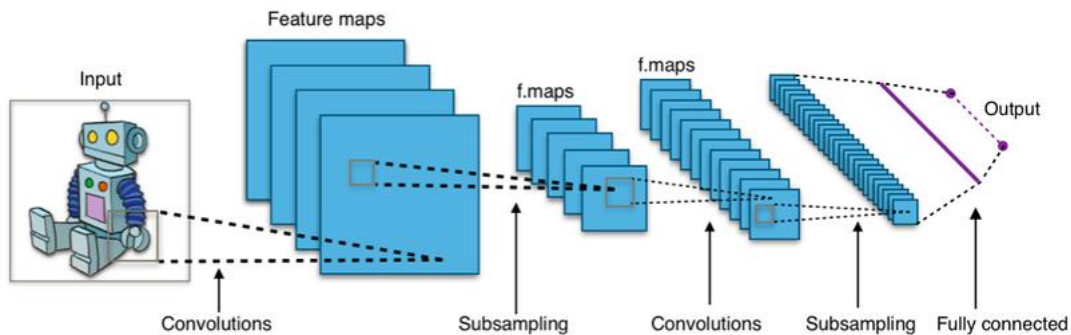 Feature maps
Input
f.maps
f.maps
Output
Convolutions
Subsampling
Convolutions
Subsampling
Fully connected